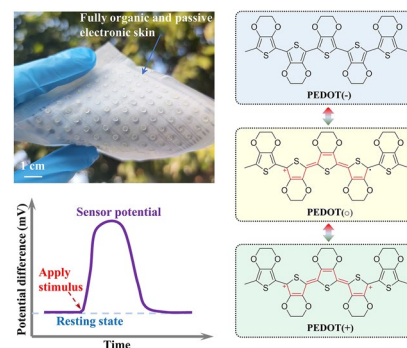 Fully organic and passive
electronic skin
1 cm
Potential difference (mV)
Sensor potential
Apply
stimulus
Resting state
Time
PEDOT(-)
PEDOT(○)
PEDOT(+)